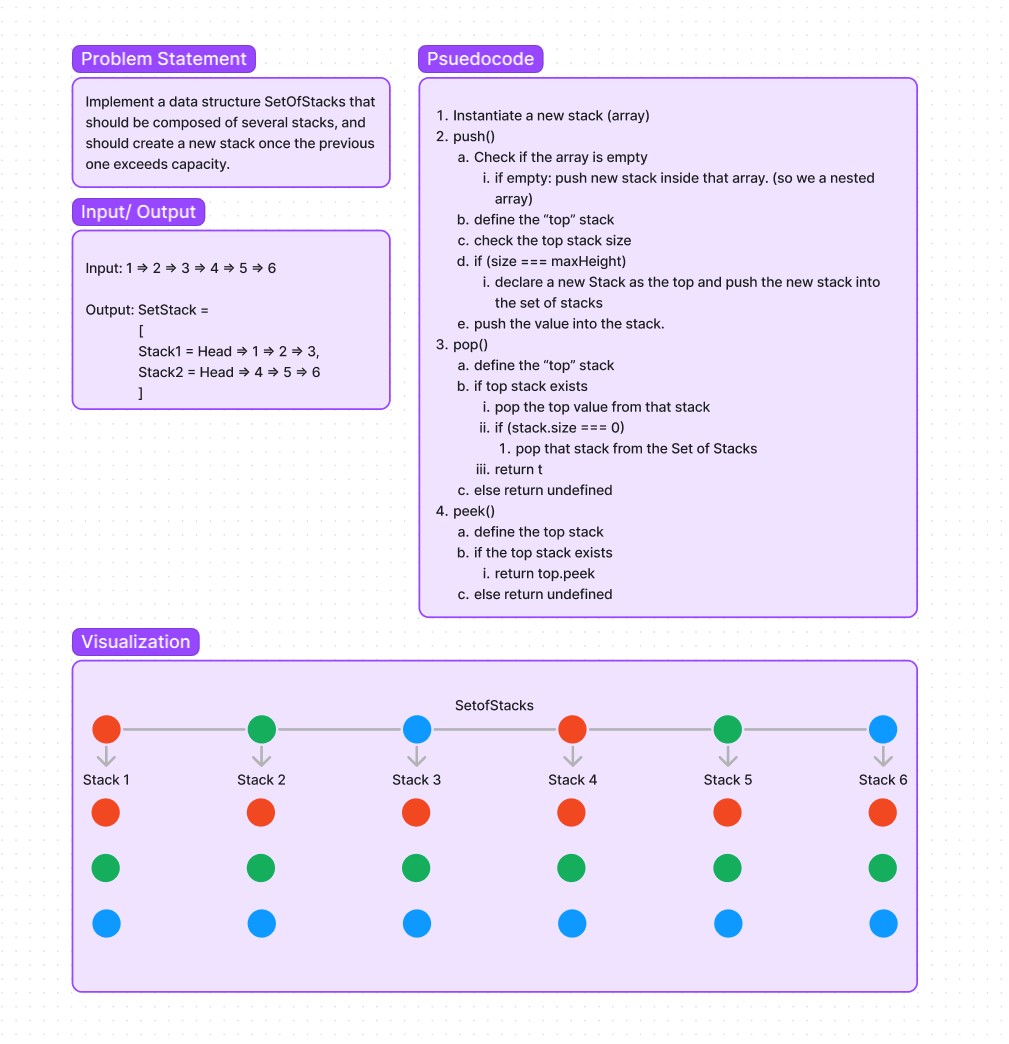 Problem Statement
Implement a data structure SetOfStacks that
should be composed of several stacks, and
should create a new stack once the previous
one exceeds capacity.
Input/ Output
Input: 1 => 2 => 3 => 4 => 5 => 6
Output: SetStack =
[
Stack1 = Head => 1 => 2 => 3,
Stack2 = Head => 4 => 5 => 6
]
Psuedocode
1. Instantiate a new stack (array)
2. push()
a. Check if the array is empty
i. if empty: push new stack inside that array. (so we a nested
array)
b. define the “top” stack
c. check the top stack size
d. if (size === maxHeight)
i. declare a new Stack as the top and push the new stack into
the set of stacks
e. push the value into the stack.
3. pop()
a. define the “top” stack
b. if top stack exists
i. pop the top value from that stack
ii. if (stack.size === 0)
1. pop that stack from the Set of Stacks
iii. return t
c. else return undefined
4. peek()
a. define the top stack
b. if the top stack exists
i. return top.peek
c. else return undefined
Visualization
SetofStacks
Stack 1 Stack 2 Stack 3 Stack 4 Stack 5 Stack 6